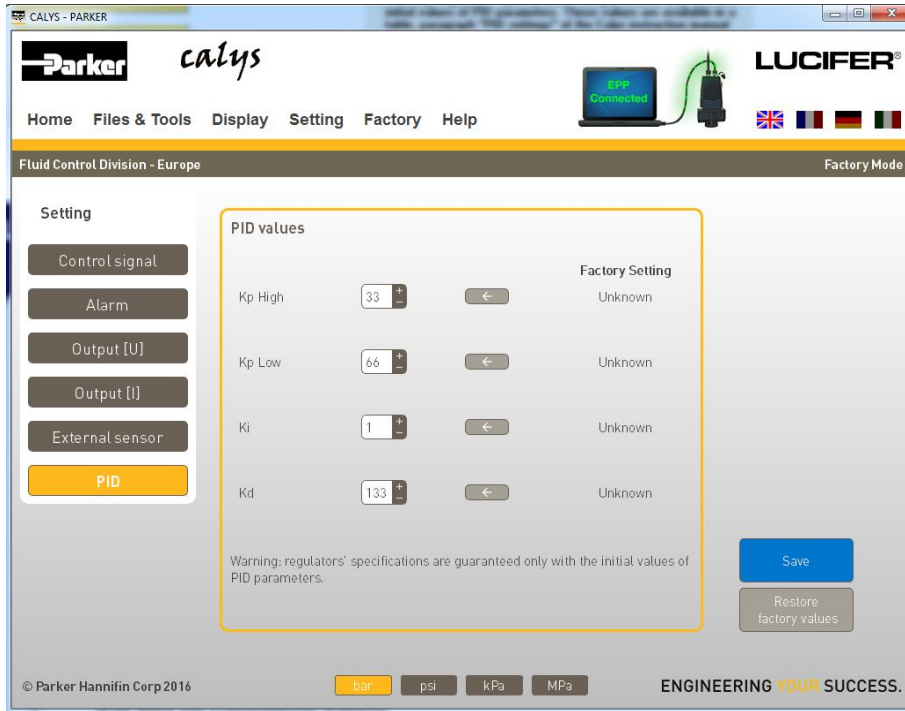 CALYS - PARKER
Parker
calys
EPP
Connected
LUCIFER®
Home Files & Tools Display Setting Factory Help
Fluid Control Division - Europe
Factory Mode
Setting
Control signal
Alarm
Output [U]
Output [I]
External sensor
PID
PID values
Factory Setting
Kp High 33 + − ← Unknown
Kp Low 66 + − ← Unknown
Ki 1 + − ← Unknown
Kd 133 + − ← Unknown
Warning: regulators' specifications are guaranteed only with the initial values of
PID parameters.
Save
Restore
factory values
© Parker Hannifin Corp 2016
bar psi kPa MPa
ENGINEERING YOUR SUCCESS.